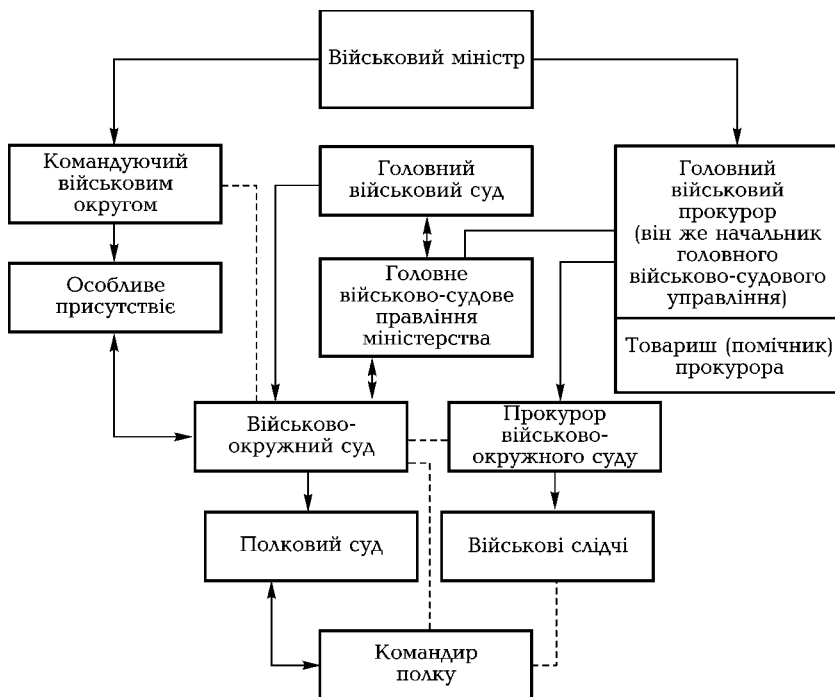 Військовий міністр
Командуючий
військовим
округом
Головний
військовий суд
Головний
військовий
прокурор
(він же начальник
головного
військово-судового
управління)
Особливе
присутствіє
Головне
військово-судове
правління
міністерства
Товариш (помічник)
прокурора
Військово-
окружний суд
Прокурор
військово-
окружного суду
Полковий суд
Військові слідчі
Командир
полку